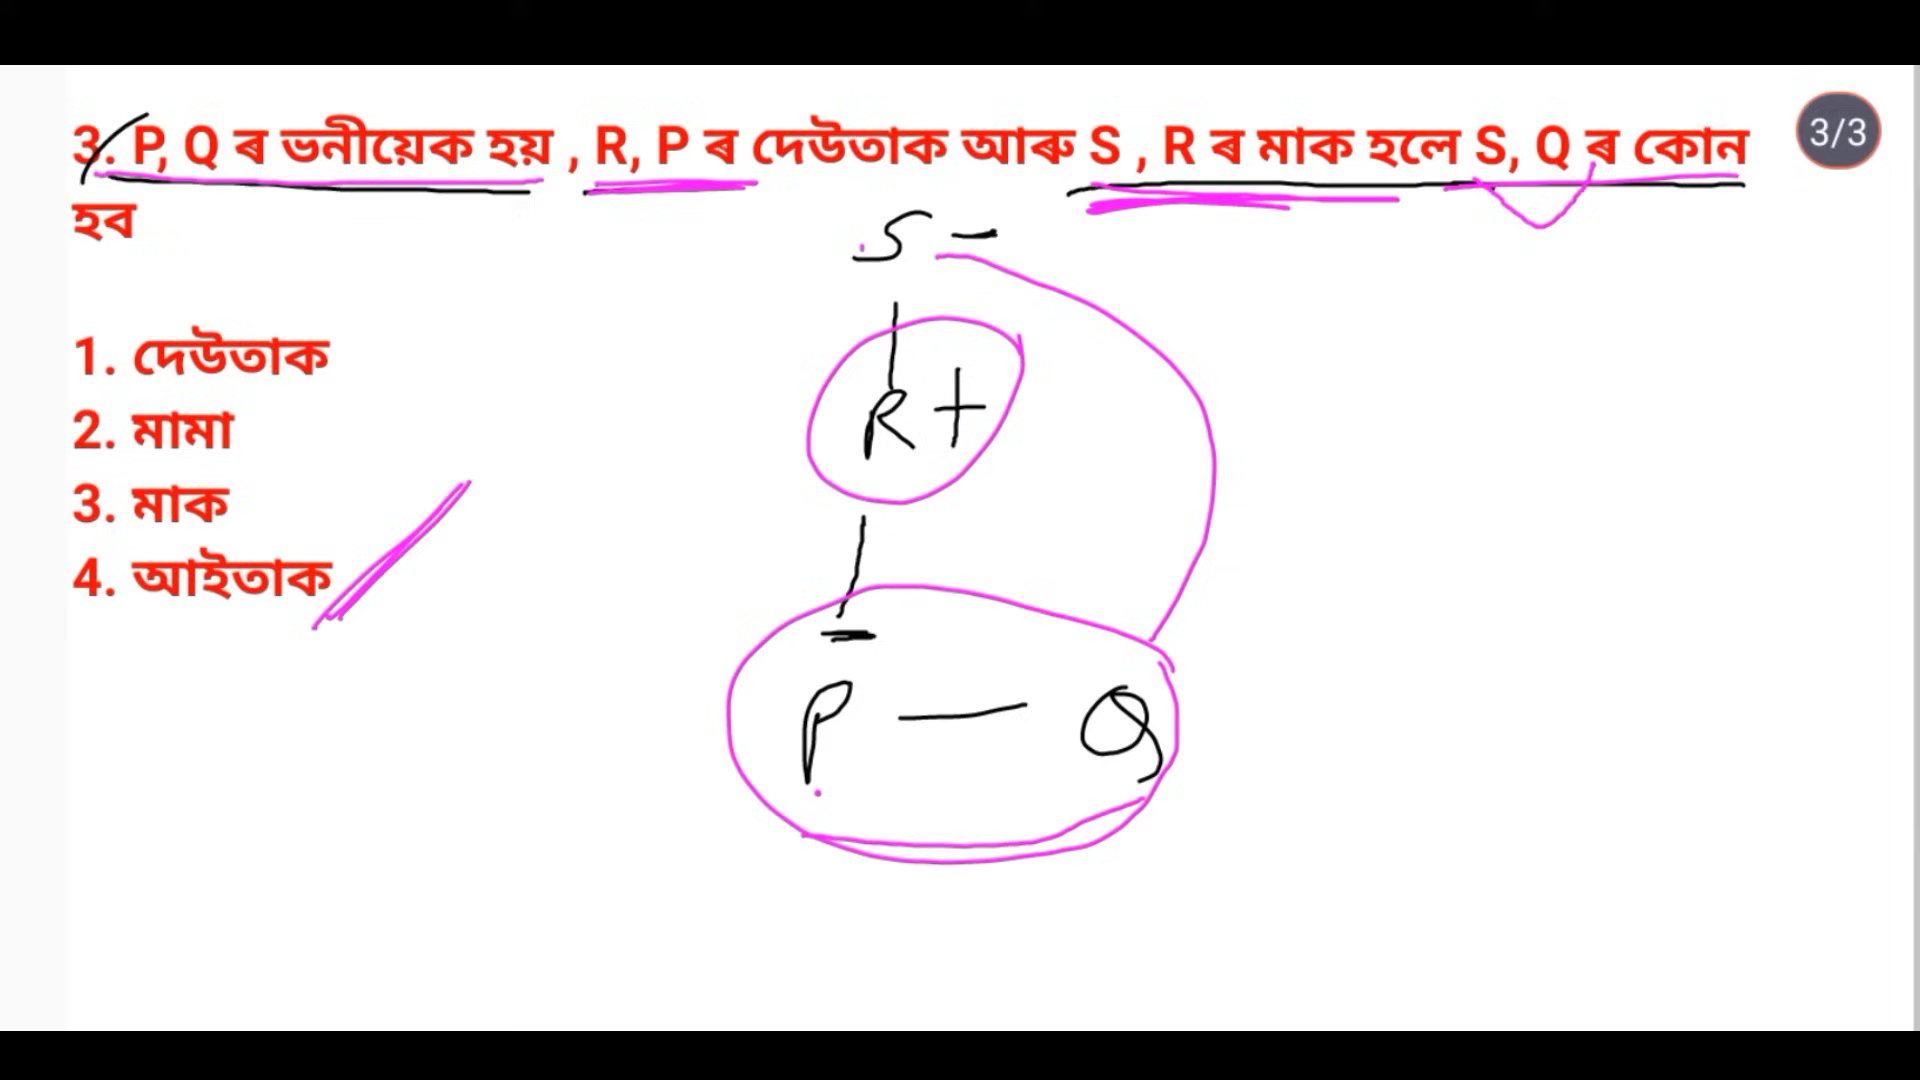 3. P, Q ৰ ভনীয়েক হয় , R, P ৰ দেউতাক আৰু S , R ৰ মাক হলে S, Q ৰ কোন
হব
3/3
1. দেউতাক
2. মামা
3. মাক
4. আইতাক
S -
R +
-
P — Q